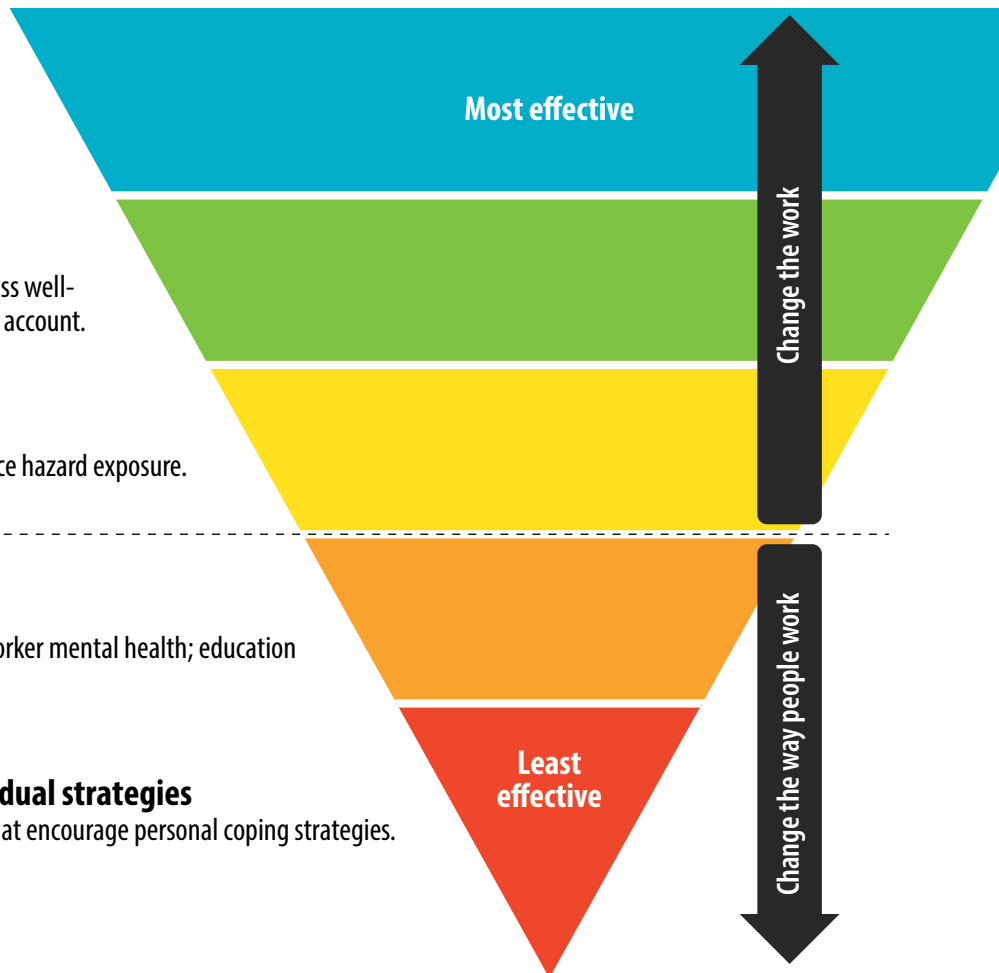 Most effective
Change the work
ss well-
account.
ce hazard exposure.
orker mental health; education
Change the way people work
Least
effective
dual strategies
at encourage personal coping strategies.